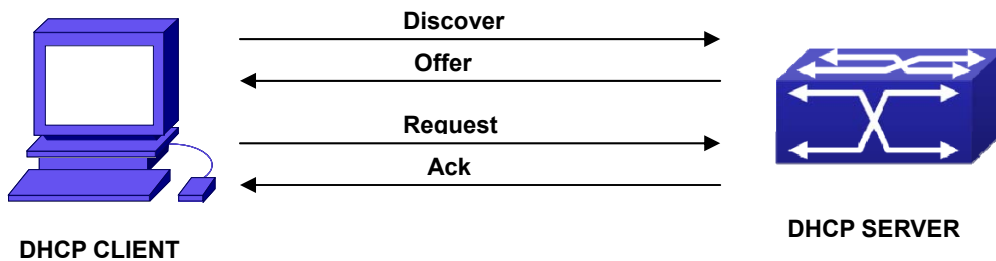 Discover
Offer
Request
Ack
DHCP CLIENT
DHCP SERVER